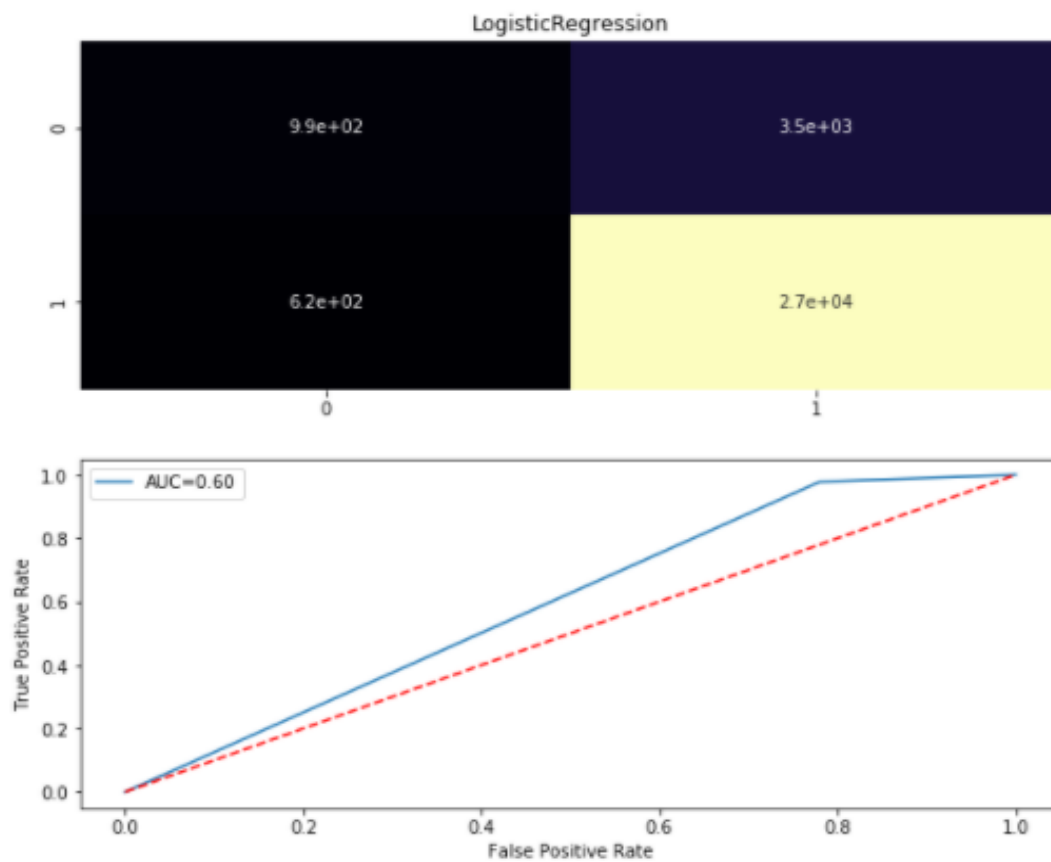 LogisticRegression
0
9.9e+02
3.5e+03
1
6.2e+02
2.7e+04
0
1
AUC=0.60
1.0
0.8
0.6
0.4
0.2
0.0
True Positive Rate
0.0
0.2
0.4
0.6
0.8
1.0
False Positive Rate